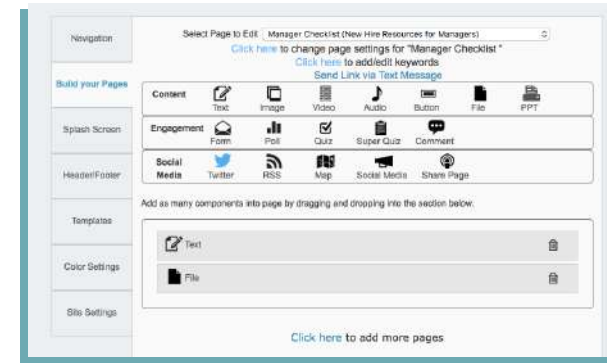 Navigation
Build your Pages
Splash Screen
Header/Footer
Templates
Color Settings
Site Settings
Select Page to Edit Manager Checklist (New Hire Resources for Managers)
Click here to change page settings for "Manager Checklist "
Click here to add/edit keywords
Send Link via Text Message
Content Text Image Video Audio Button File PPT
Engagement Form Poll Quiz Super Quiz Comment
Social Media Twitter RSS Map Social Media Share Page
Add as many components into page by dragging and dropping into the section below.
Text
File
Click here to add more pages